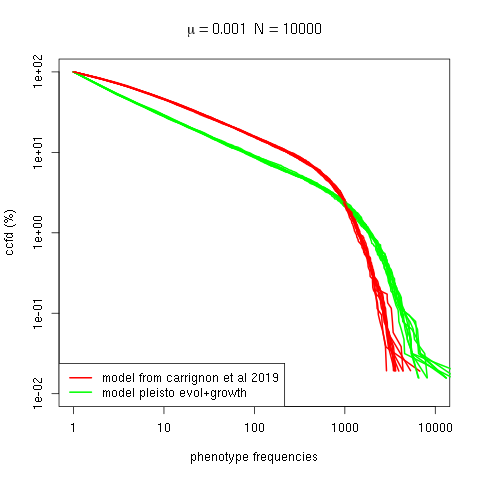 μ = 0.001 N = 10000
1e+02
1e+01
1e+00
1e-01
1e-02
ccfd (%)
model from carrignon et al 2019
model pleisto evol+growth
1 10 100 1000 10000
phenotype frequencies